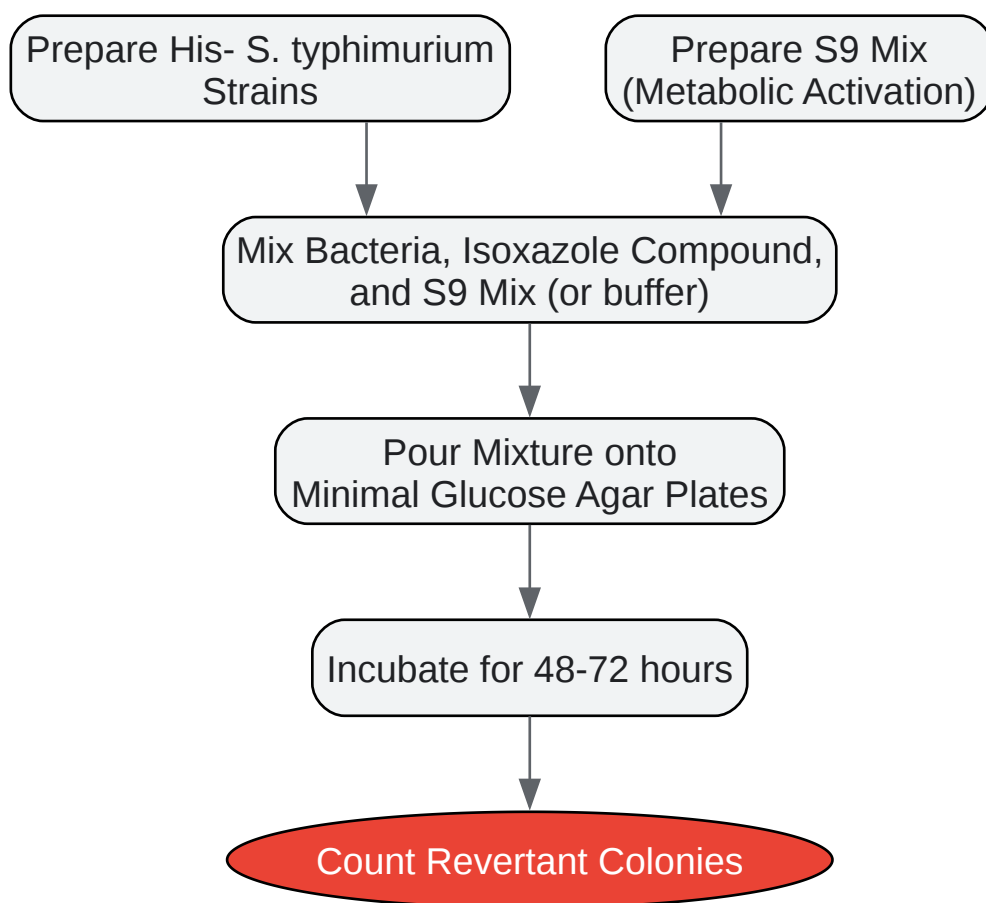 Prepare His- S. typhimurium
Strains
Prepare S9 Mix
(Metabolic Activation)
Mix Bacteria, Isoxazole Compound,
and S9 Mix (or buffer)
Pour Mixture onto
Minimal Glucose Agar Plates
Incubate for 48-72 hours
Count Revertant Colonies